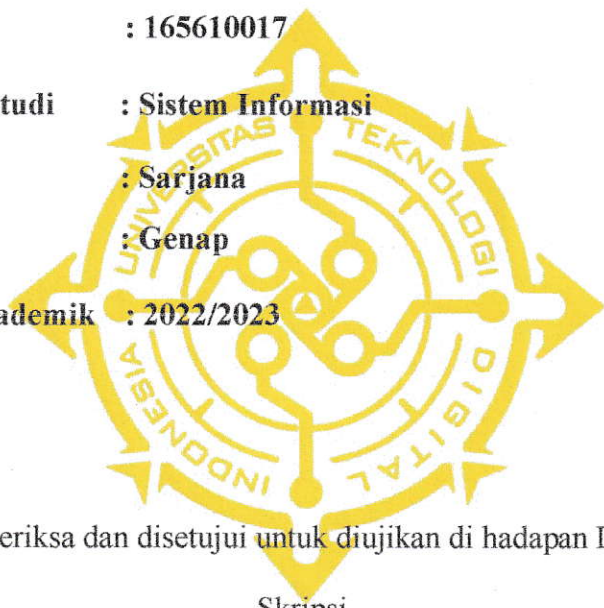 : 165610017
tudi : Sistem Informasi
: Sarjana
: Genap
ademik : 2022/2023
UNIVERSITAS TEKNOLOGI DIGITAL INDONESIA
eriksa dan disetujui untuk diujikan di hadapan
Skripsi